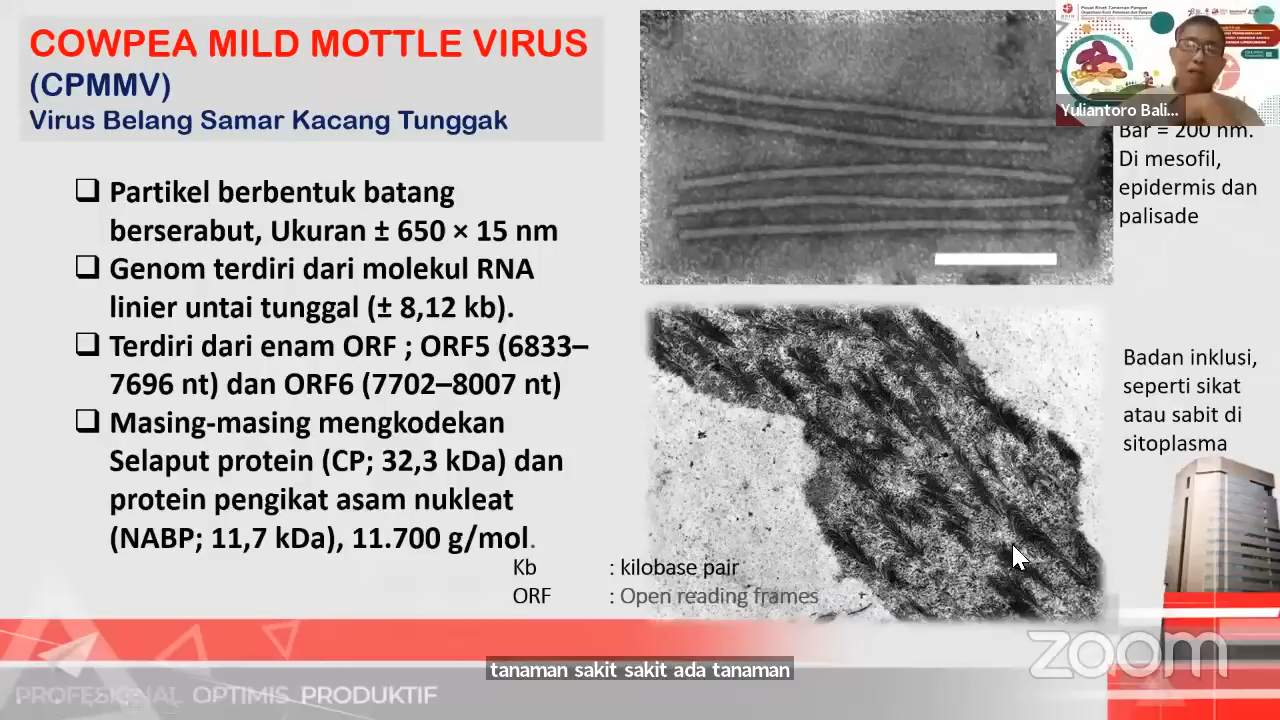 COWPEA MILD MOTTLE VIRUS
(CPMMV)
Virus Belang Samar Kacang Tunggak
❑ Partikel berbentuk batang
berserabut, Ukuran ± 650 × 15 nm
❑ Genom terdiri dari molekul RNA
linier untai tunggal (± 8,12 kb).
❑ Terdiri dari enam ORF ; ORF5 (6833–
7696 nt) dan ORF6 (7702–8007 nt)
❑ Masing-masing mengkodekan
Selaput protein (CP; 32,3 kDa) dan
protein pengikat asam nukleat
(NABP; 11,7 kDa), 11.700 g/mol.
Kb : kilobase pair
ORF : Open reading frames
Yuliantoro Bali...
Bar = 200 nm.
Di mesofil,
epidermis dan
palisade
Badan inklusi,
seperti sikat
atau sabit di
sitoplasma
zoom
tanaman sakit sakit ada tanaman
PROFESIONAL OPTIMIS PRODUKTIF